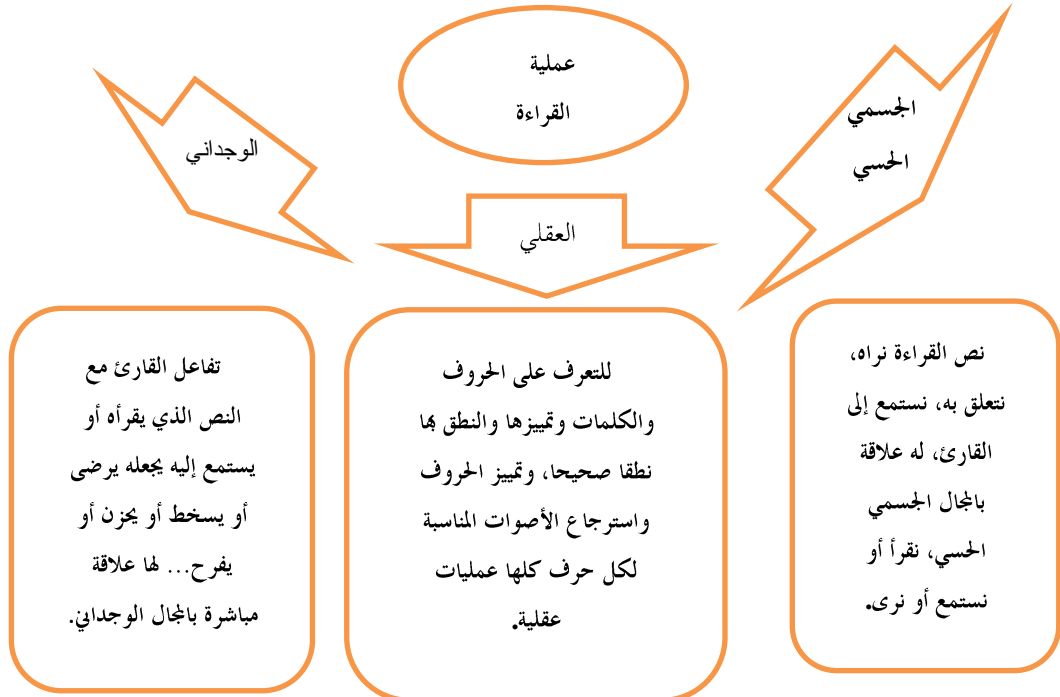 عملية
القراءة
الجسمي
الحسي
العقلي
الوجداني
نص القراءة نراه،
نتعلق به، نستمع إلى
القارئ، له علاقة
بالمجال الجسمي
الحسي، نقرأ أو
نستمع أو نرى.
للتعرف على الحروف
والكلمات وتمييزها والنطق بها
نطقا صحيحا، وتمييز الحروف
واسترجاع الأصوات المناسبة
لكل حرف كلها عمليات
عقلية.
تفاعل القارئ مع
النص الذي يقرأه أو
يستمع إليه يجعله يرضى
أو يسخط أو يحزن أو
يفرح... لها علاقة
مباشرة بالمجال الوجداني.